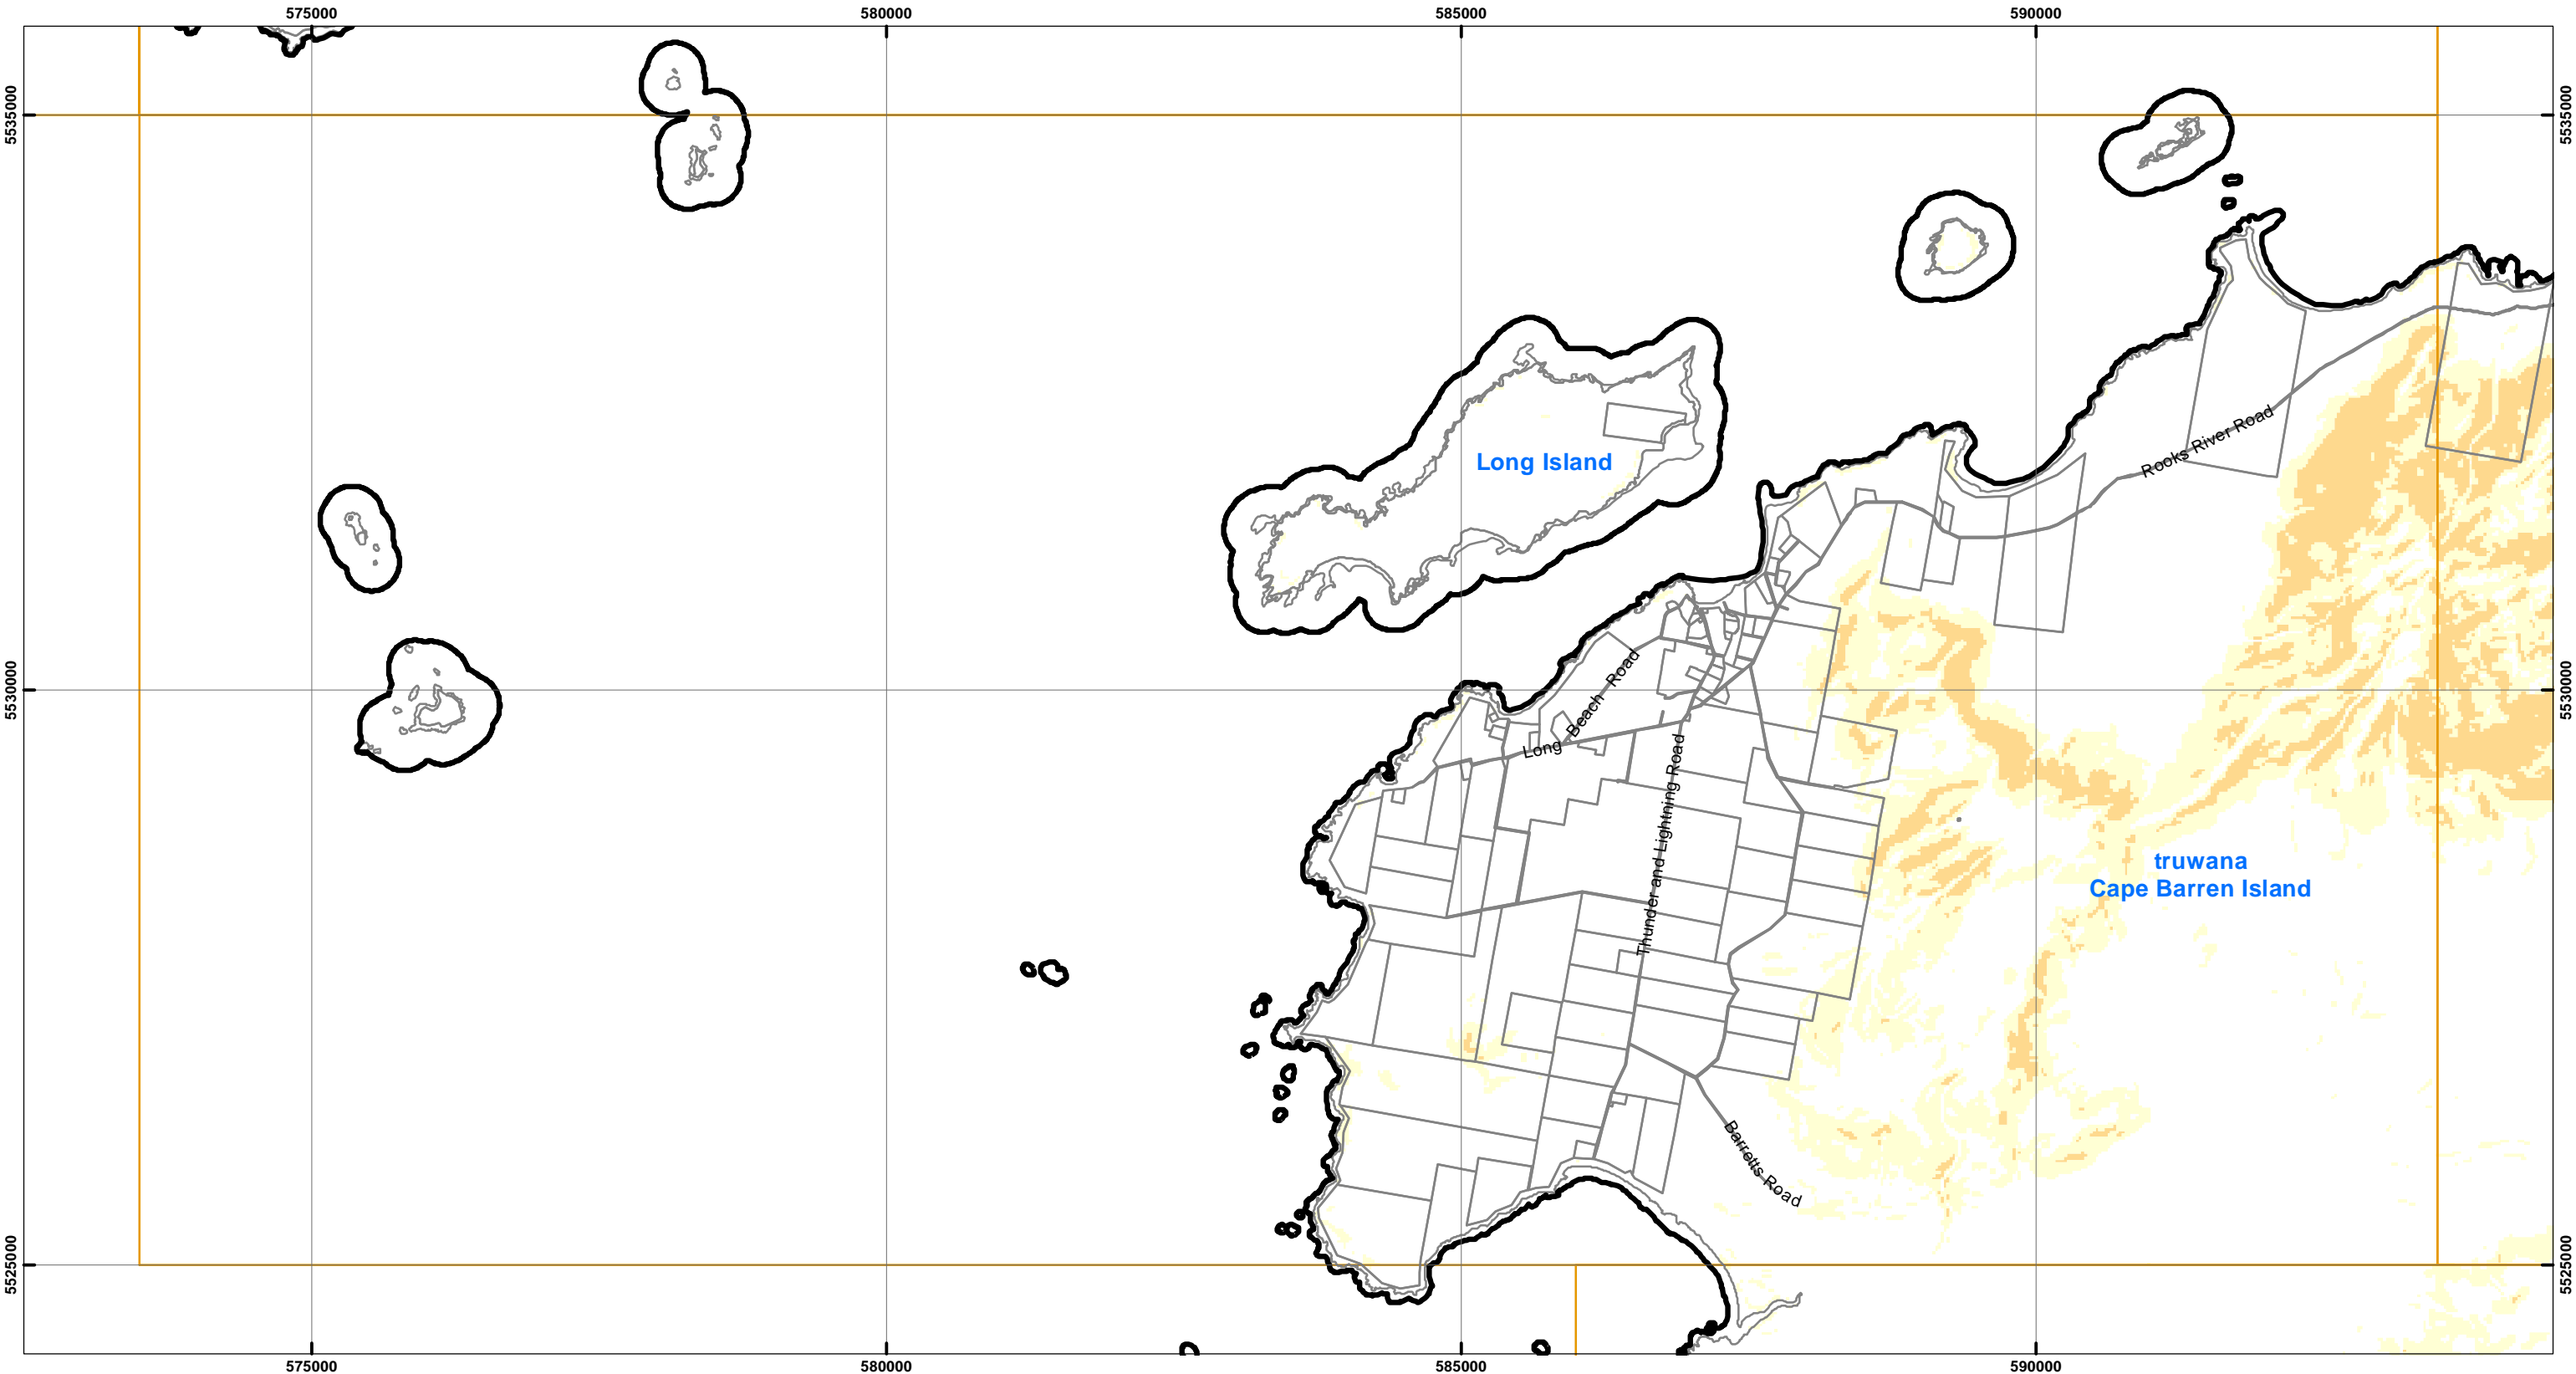 575000
580000
585000
590000
5535000
5535000
Rooks River Road
Long Island
5530000
5530000
Long Beach Road
Thunder and Lightning Road
truwana
Cape Barren Island
Barretts Road
5525000
5525000
575000
580000
585000
590000